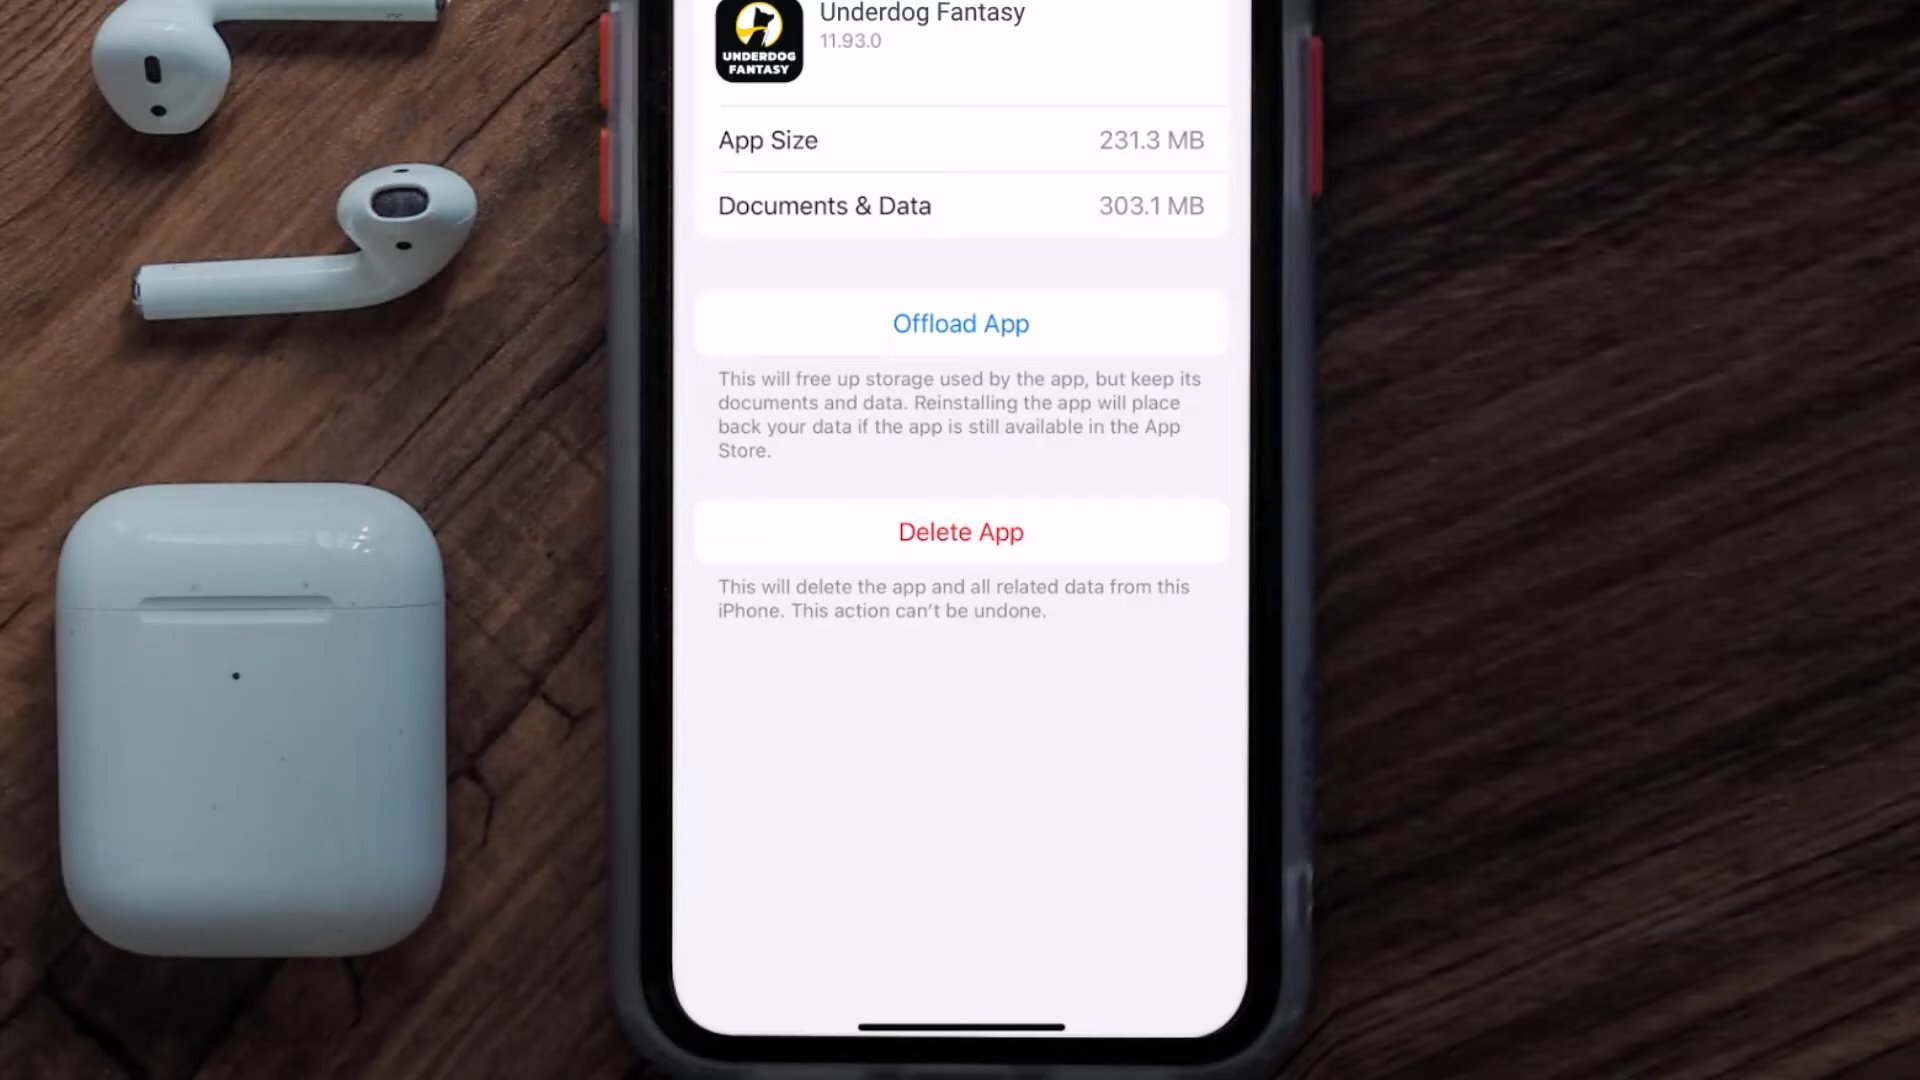 Underdog Fantasy
11.93.0
UNDERDOG
FANTASY
App Size 231.3 MB
Documents & Data 303.1 MB
Offload App
This will free up storage used by the app, but keep its
documents and data. Reinstalling the app will place
back your data if the app is still available in the App
Store.
Delete App
This will delete the app and all related data from this
iPhone. This action can't be undone.